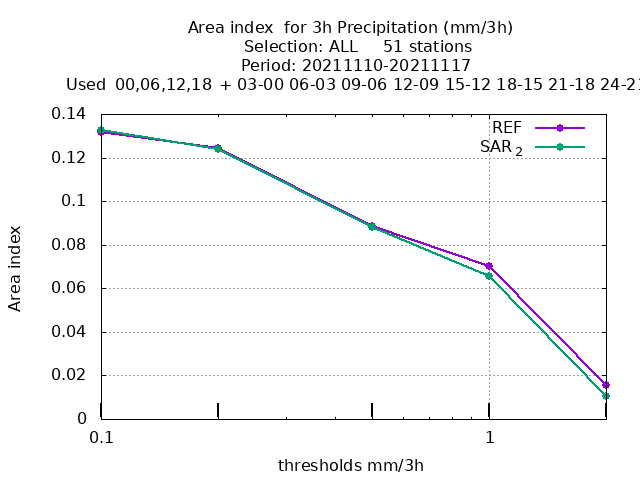 Area index  for 3h Precipitation (mm/3h)
Selection: ALL     51 stations
Period: 20211110-20211117
Used  00,06,12,18  + 03-00 06-03 09-06 12-09 15-12 18-15 21-18 24-21
REF
SAR 2
0.14
0.12
0.1
0.08
0.06
0.04
0.02
0
Area index
0.1 1
thresholds mm/3h